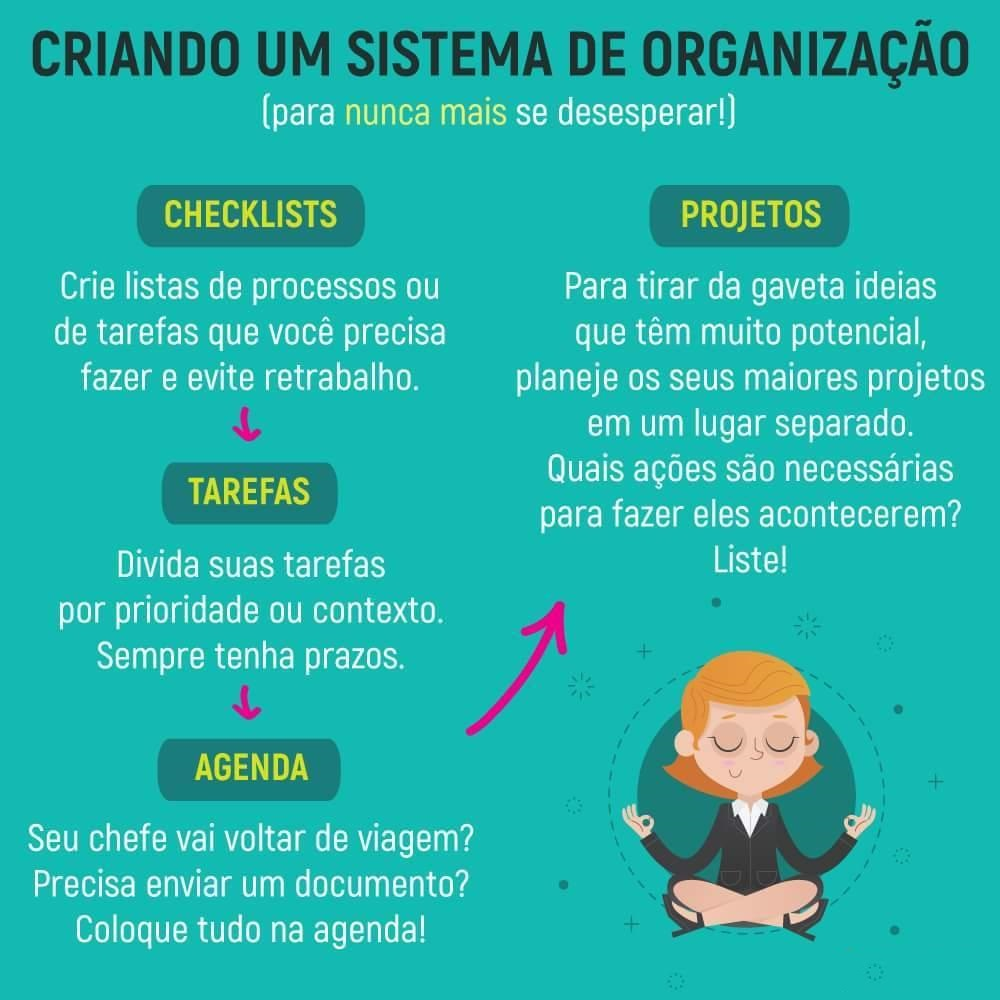 CRIANDO UM SISTEMA DE ORGANIZAÇÃO
(para nunca mais se desesperar!)
CHECKLISTS
Crie listas de processos ou
de tarefas que você precisa
fazer e evite retrabalho.
TAREFAS
Divida suas tarefas
por prioridade ou contexto.
Sempre tenha prazos.
AGENDA
Seu chefe vai voltar de viagem?
Precisa enviar um documento?
Coloque tudo na agenda!
PROJETOS
Para tirar da gaveta ideias
que têm muito potencial,
planeje os seus maiores projetos
em um lugar separado.
Quais ações são necessárias
para fazer eles acontecerem?
Liste!